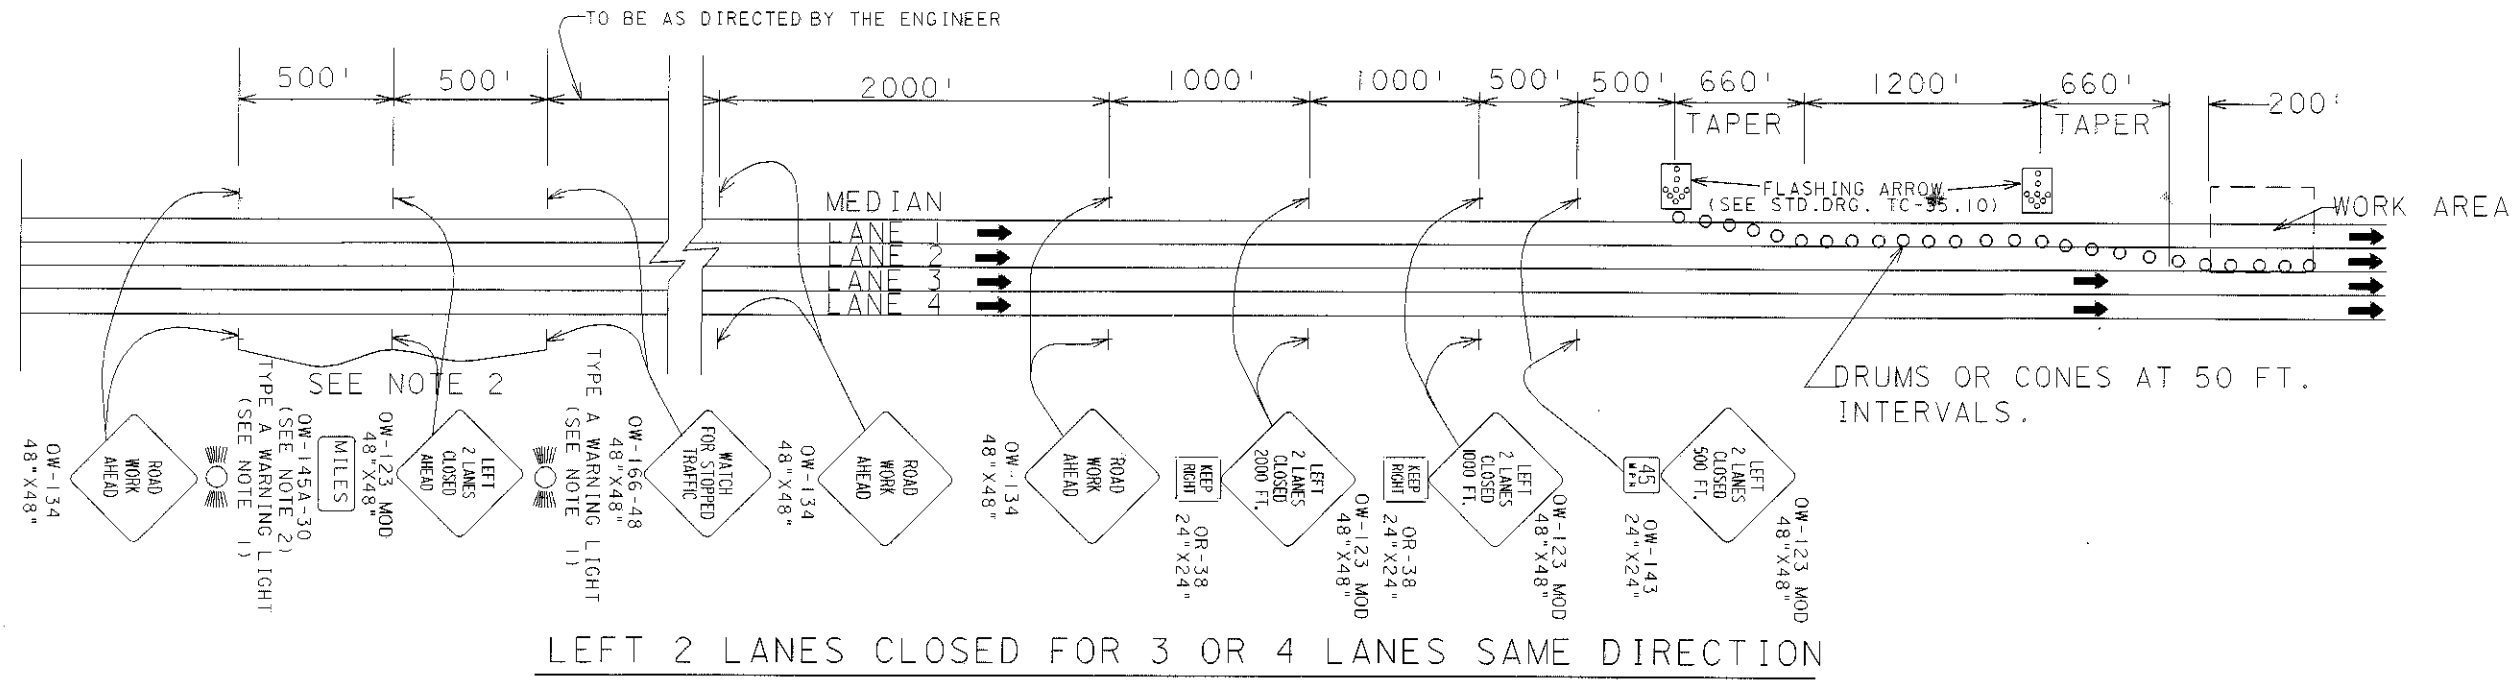 TO BE AS DIRECTED BY THE ENGINEER
500'
500'
2000'
1000'
1000'
500'
500'
660'
TAPER
1200'
660'
TAPER
200'
MEDIAN
LANE 1
LANE 2
LANE 3
LANE 4
FLASHING ARROW
(SEE STD.DRG. TC-35.10)
WORK AREA
DRUMS OR CONES AT 50 FT.
INTERVALS.
SEE NOTE 2
OW-134
48"X48"
ROAD
WORK
AHEAD
TYPE A WARNING LIGHT
(SEE NOTE 1)
OW-145A-30
(SEE NOTE 2)
MILES
OW-123 MOD
48"X48"
LEFT
2 LANES
CLOSED
AHEAD
TYPE A WARNING LIGHT
(SEE NOTE 1)
OW-166-48
48"X48"
WATCH
FOR STOPPED
TRAFFIC
OW-134
48"X48"
ROAD
WORK
AHEAD
OW-134
48"X48"
ROAD
WORK
AHEAD
KEEP
RIGHT
OR-38
24"X24"
LEFT
2 LANES
CLOSED
2000 FT.
OW-123 MOD
48"X48"
KEEP
RIGHT
OR-38
24"X24"
LEFT
2 LANES
CLOSED
1000 FT.
OW-123 MOD
48"X48"
45
OW-143
24"X24"
LEFT
2 LANES
CLOSED
500 FT.
OW-123 MOD
48"X48"
LEFT 2 LANES CLOSED FOR 3 OR 4 LANES SAME DIRECTION